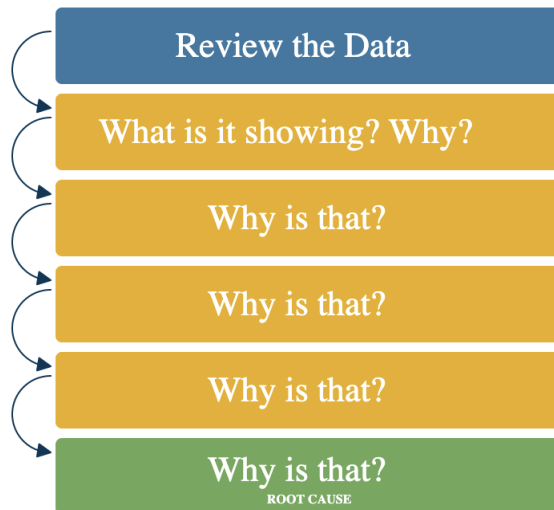 Review the Data
What is it showing? Why?
Why is that?
Why is that?
Why is that?
Why is that?
ROOT CAUSE